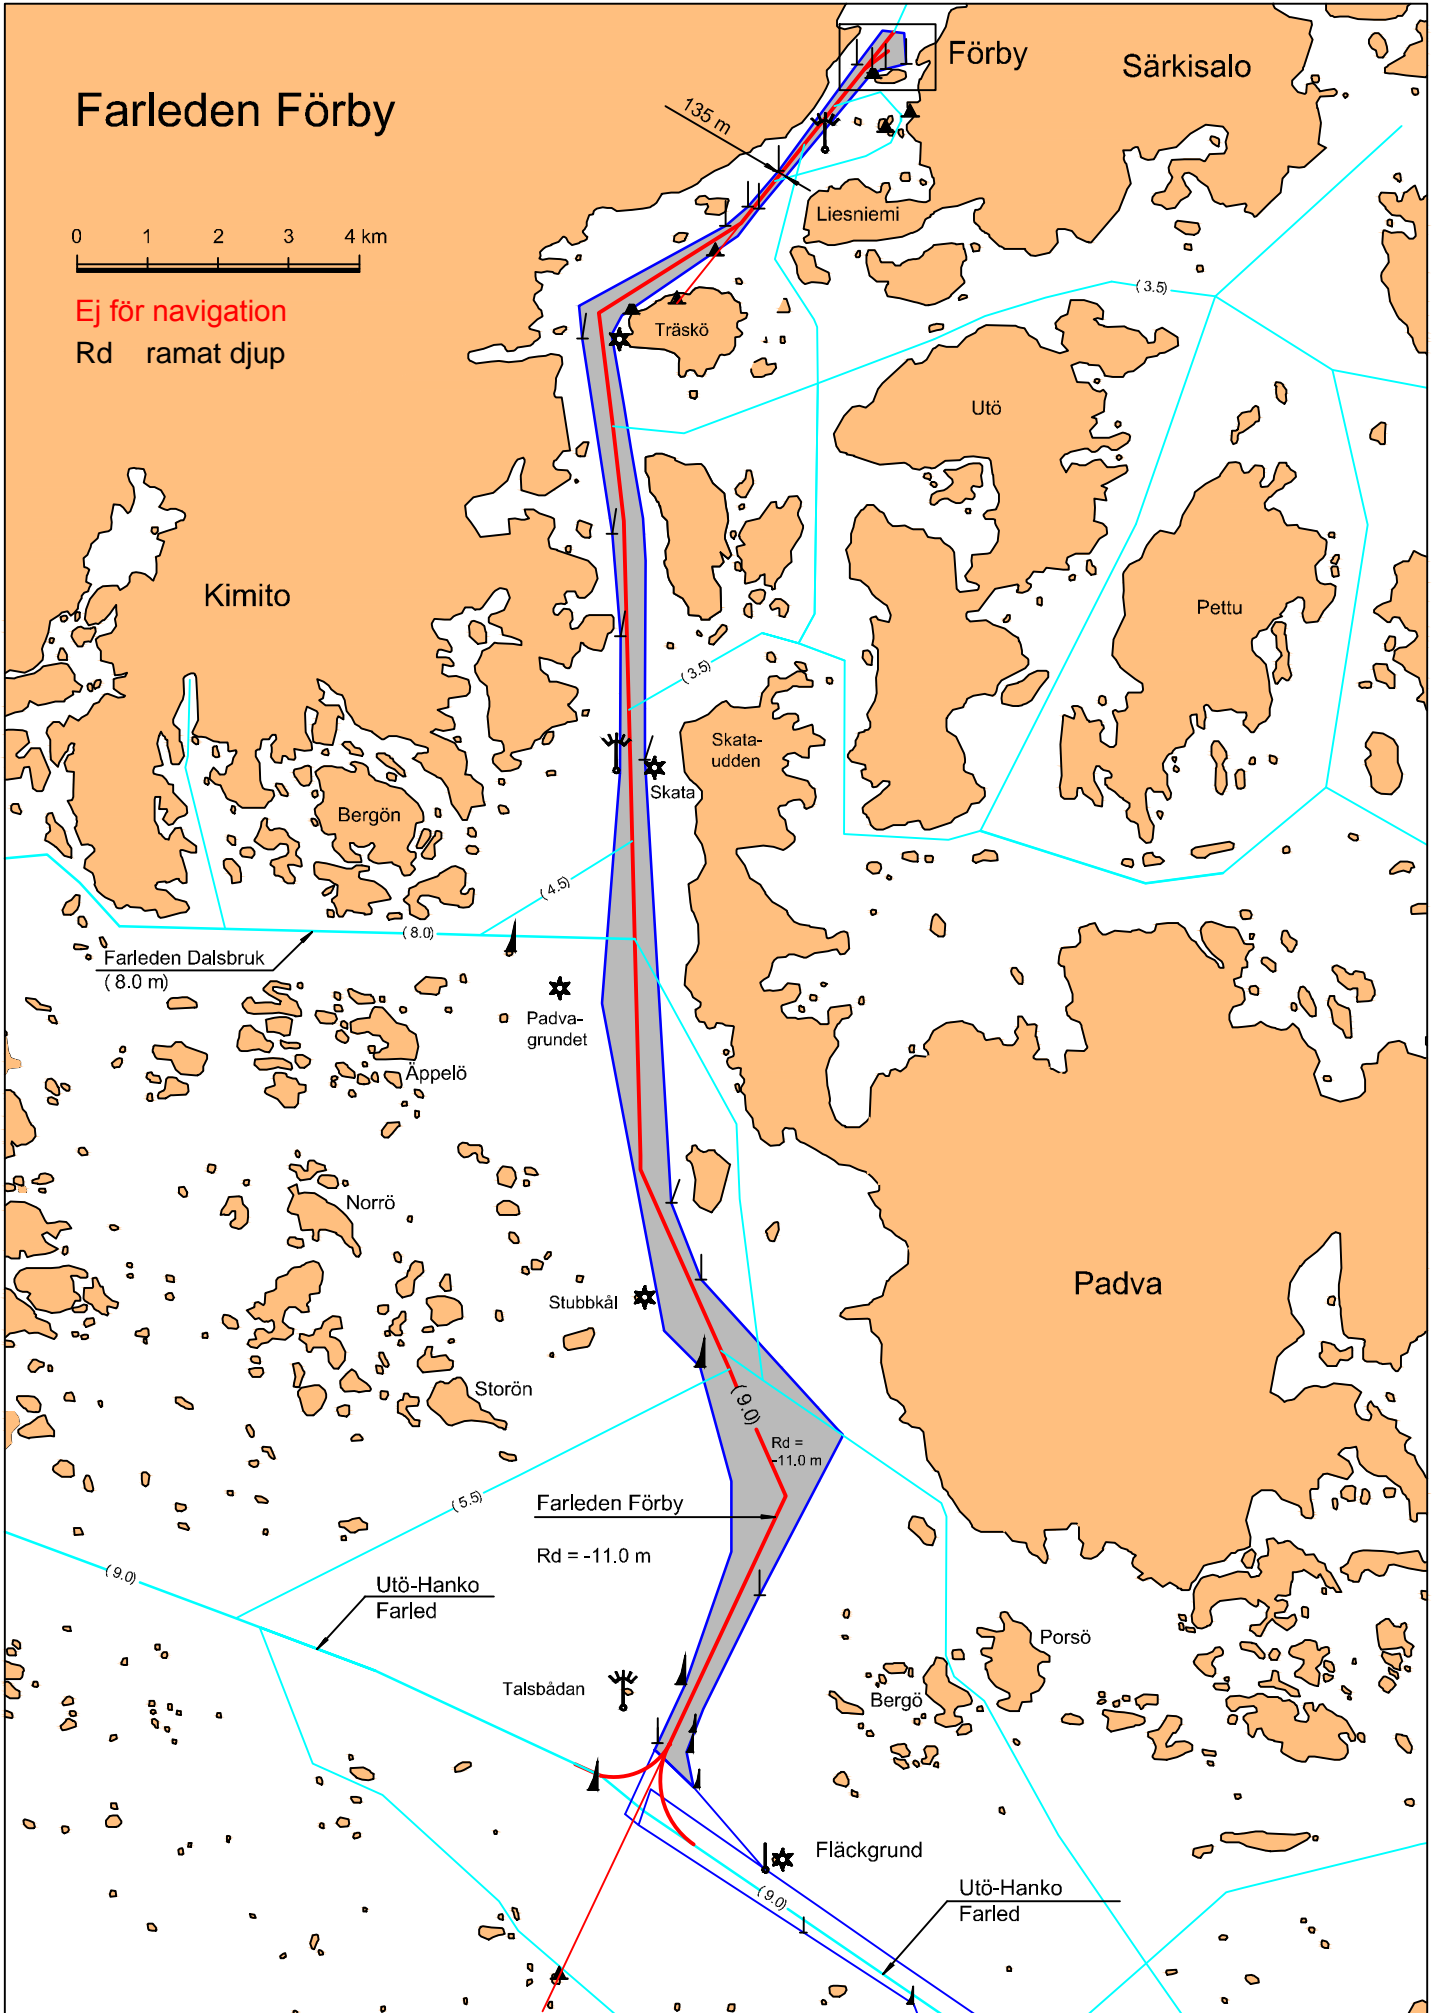 Förby
Särkisalo
Farleden Förby
135 m
Liesniemi
0 1 2 3 4 km
(3.5)
Ej för navigation
Rd ramat djup
Träskö
Utö
Kimito
Pettu
(3.5)
Skata-
udden
Skata
Bergön
(4.5)
(8.0)
Farleden Dalsbruk
(8.0 m)
Padva-
grundet
Äppelö
Norrö
Padva
Stubbkål
Storön
(9.0)
Rd =
-11.0 m
(5.5)
Farleden Förby
Rd = -11.0 m
(9.0)
Utö-Hanko
Farled
Porsö
Talsbådan
Bergö
Fläckgrund
(9.0)
Utö-Hanko
Farled